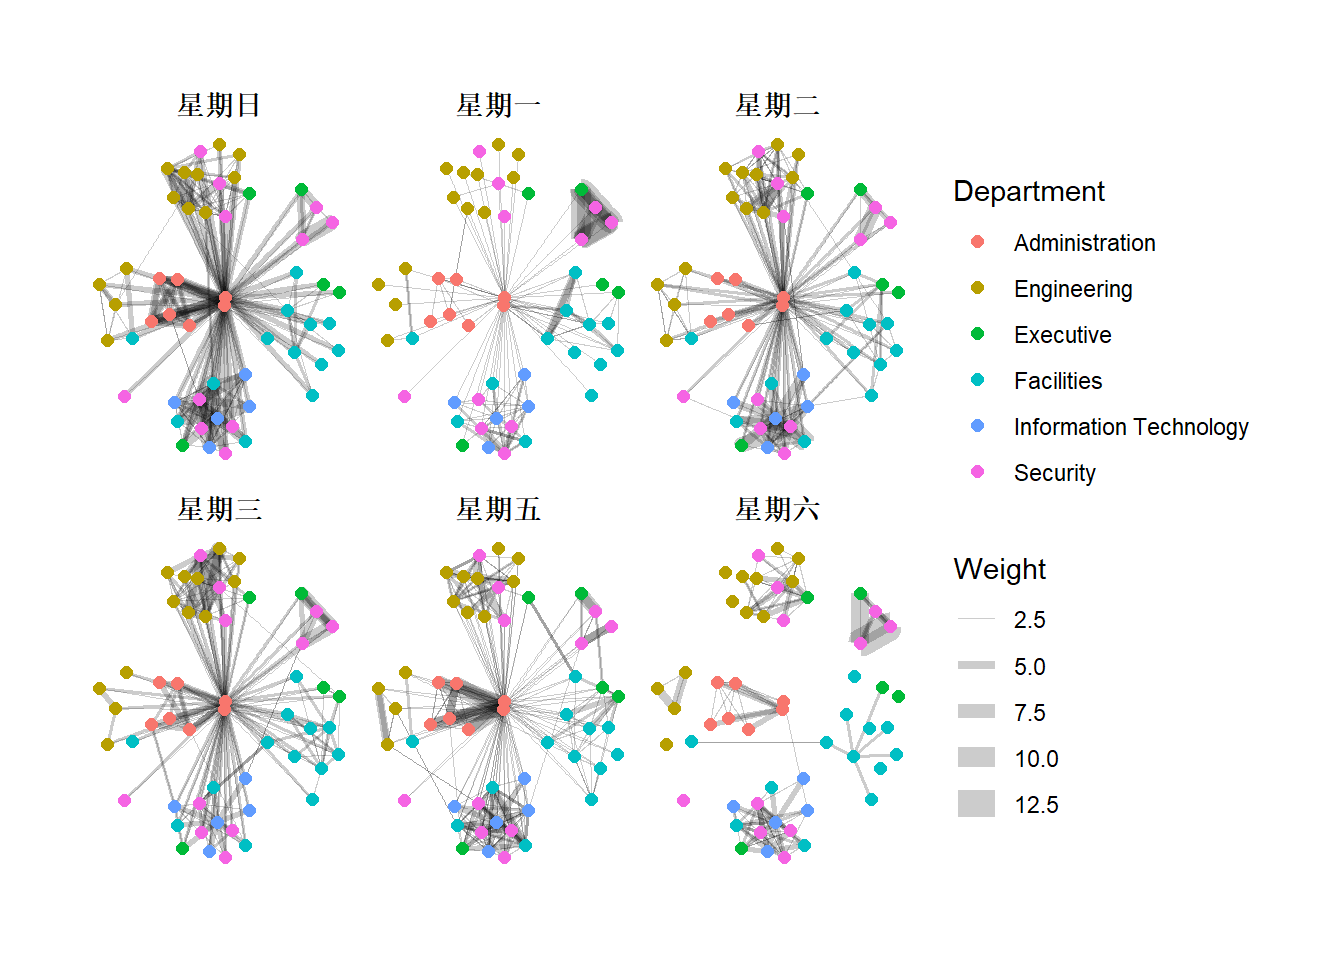 星期日
星期一
星期二
星期三
星期五
星期六
Department
Administration
Engineering
Executive
Facilities
Information Technology
Security
Weight
2.5
5.0
7.5
10.0
12.5